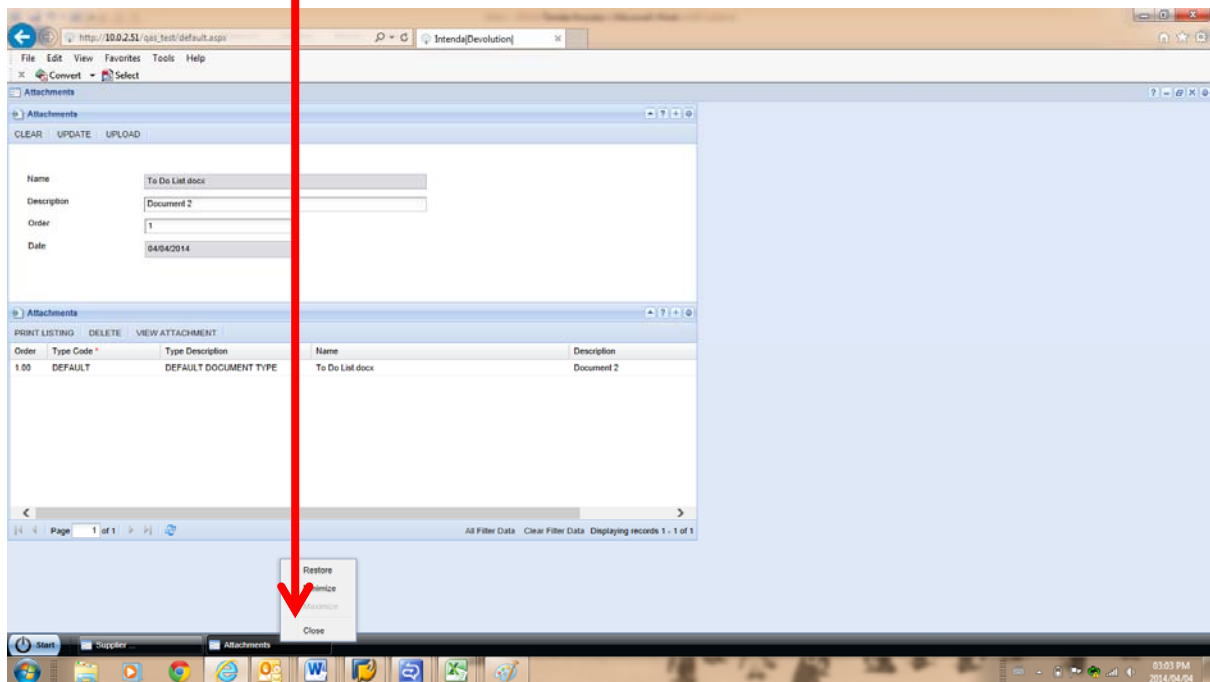 http://10.0.2.51/qas_test/default.aspx
Intenda|Devolution|
File Edit View Favorites Tools Help
Convert Select
Attachments
Attachments
CLEAR UPDATE UPLOAD
Name To Do List.docx
Description Document 2
Order 1
Date 04/04/2014
Attachments
PRINT LISTING DELETE VIEW ATTACHMENT
Order Type Code * Type Description Name Description
1.00 DEFAULT DEFAULT DOCUMENT TYPE To Do List.docx Document 2
Page 1 of 1 All Filter Data Clear Filter Data Displaying records 1 - 1 of 1
Restore
Minimize
Maximize
Close
Start Supplier ... Attachments
03:03 PM
2014/04/04